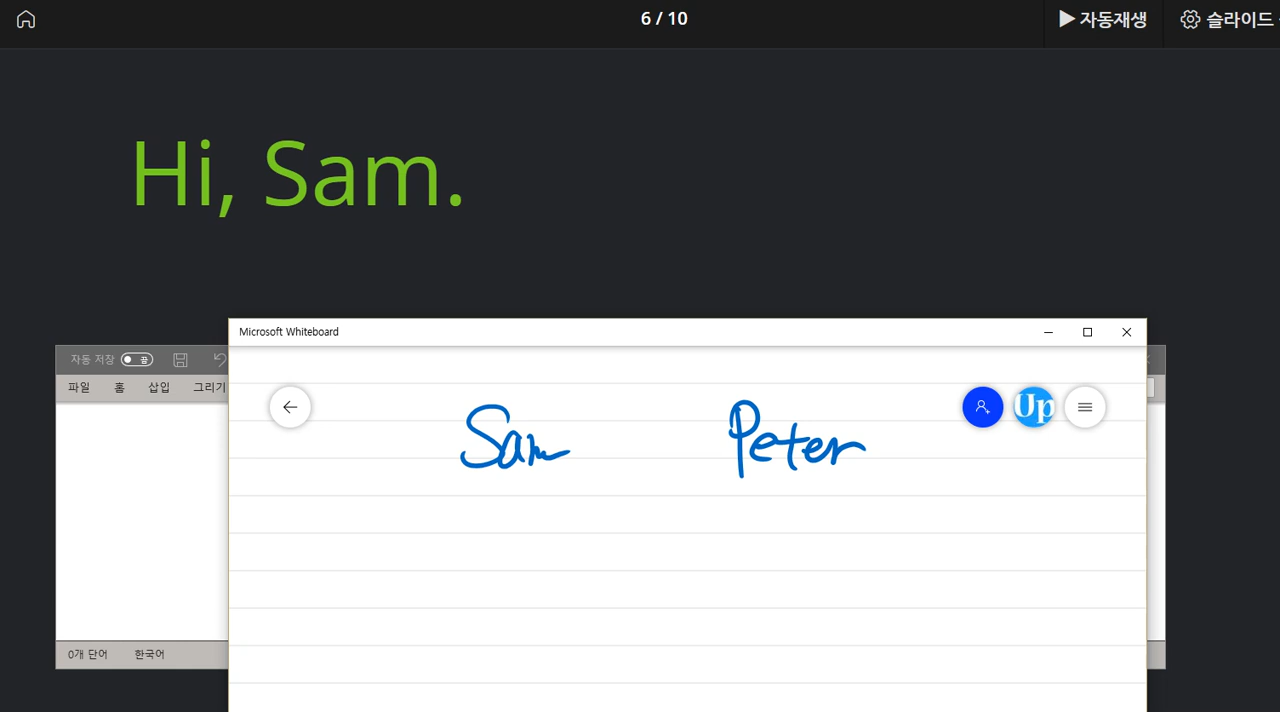 6 / 10
▶ 자동재생
슬라이드
Hi, Sam.
Microsoft Whiteboard
자동 저장 끔
파일 홈 삽입 그리기
Up
Sam Peter
0개 단어 한국어